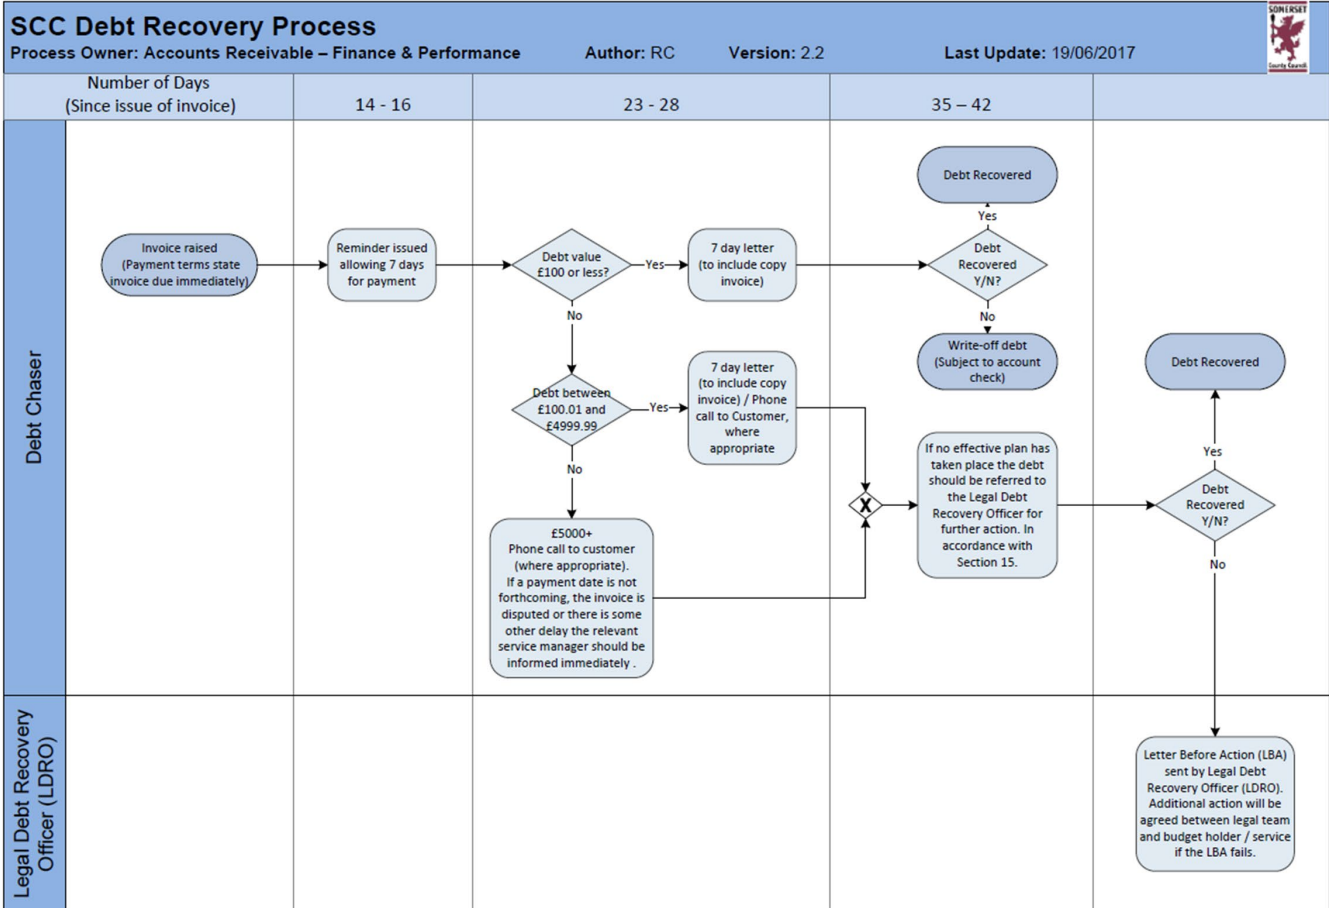 SCC Debt Recovery Process
Process Owner: Accounts Receivable – Finance & Performance
Author: RC
Version: 2.2
Last Update: 19/06/2017
SOMERSET
County Council
Number of Days
(Since issue of invoice)
14 - 16
23 - 28
35 – 42
Debt Chaser
Invoice raised
(Payment terms state
invoice due immediately)
Reminder issued
allowing 7 days
for payment
Debt value
£100 or less?
Yes
7 day letter
(to include copy
invoice)
Debt
Recovered
Y/N?
Yes
Debt Recovered
No
Write-off debt
(Subject to account
check)
No
Debt between
£100.01 and
£4999.99
Yes
7 day letter
(to include copy
invoice) / Phone
call to Customer,
where
appropriate
No
£5000+
Phone call to customer
(where appropriate).
If a payment date is not
forthcoming, the invoice is
disputed or there is some
other delay the relevant
service manager should be
informed immediately .
X
If no effective plan has
taken place the debt
should be referred to
the Legal Debt
Recovery Officer for
further action. In
accordance with
Section 15.
Debt
Recovered
Y/N?
Yes
Debt Recovered
No
Legal Debt Recovery
Officer (LDRO)
Letter Before Action (LBA)
sent by Legal Debt
Recovery Officer (LDRO).
Additional action will be
agreed between legal team
and budget holder / service
if the LBA fails.